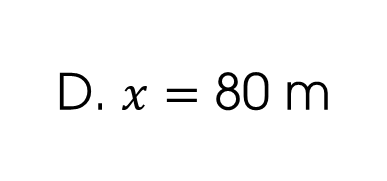 D. x = 80 m